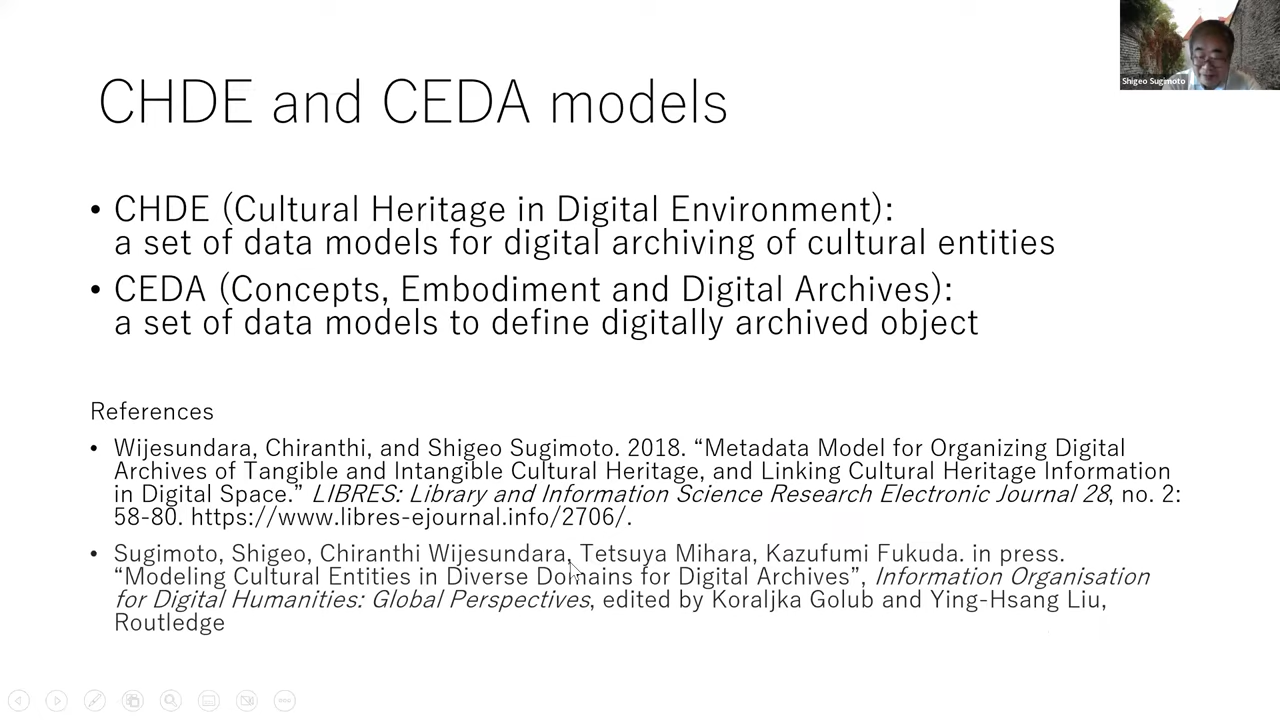 CHDE and CEDA models
Shigeo Sugimoto
• CHDE (Cultural Heritage in Digital Environment):
a set of data models for digital archiving of cultural entities
• CEDA (Concepts, Embodiment and Digital Archives):
a set of data models to define digitally archived object
References
• Wijesundara, Chiranthi, and Shigeo Sugimoto. 2018. “Metadata Model for Organizing Digital
Archives of Tangible and Intangible Cultural Heritage, and Linking Cultural Heritage Information
in Digital Space.” LIBRES: Library and Information Science Research Electronic Journal 28, no. 2:
58-80. https://www.libres-ejournal.info/2706/.
• Sugimoto, Shigeo, Chiranthi Wijesundara, Tetsuya Mihara, Kazufumi Fukuda. in press.
“Modeling Cultural Entities in Diverse Domains for Digital Archives”, Information Organisation
for Digital Humanities: Global Perspectives, edited by Koraljka Golub and Ying-Hsang Liu,
Routledge